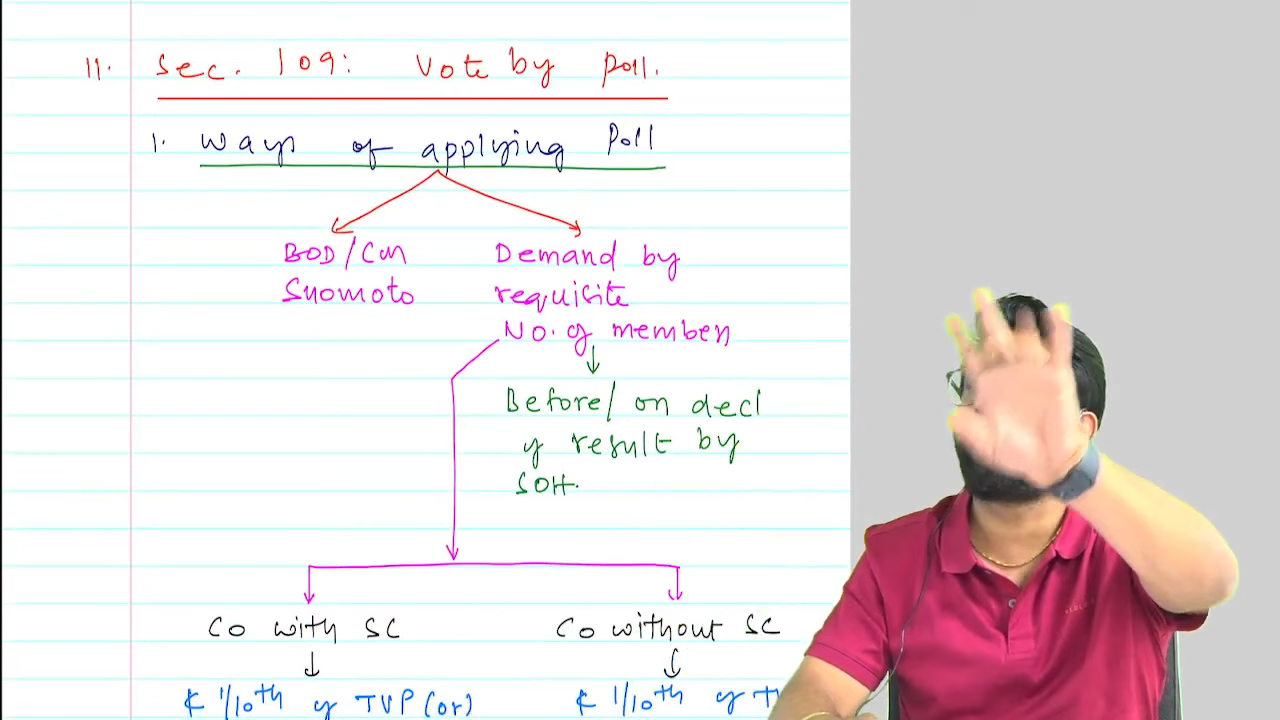 11. Sec. 109: Vote by poll.
1. Ways of applying Poll
BOD/CM Demand by
Suomoto requisite
No. of members
Before/ on decl
of result by
SOH.
Co with SC Co without SC
≮ 1/10th of TVP (or) ≮ 1/10th of